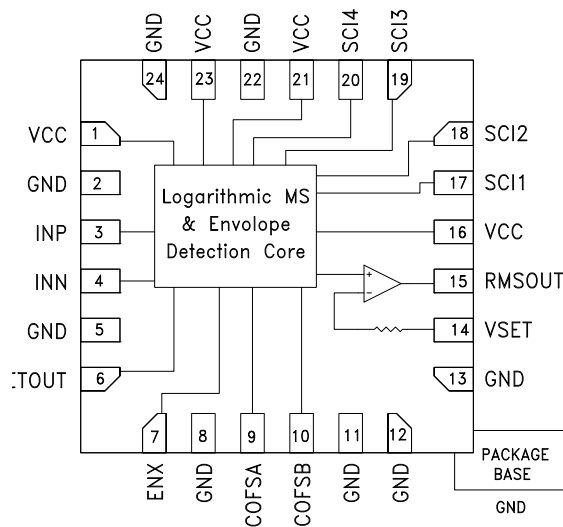 GND
VCC
GND
VCC
SCI4
SCI3
24
23
22
21
20
19
VCC
1
18
SCI2
GND
2
17
SCI1
Logarithmic MS
& Envolope
Detection Core
INP
3
16
VCC
INN
4
+
-
15
RMSOUT
GND
5
14
VSET
:TOUT
6
13
GND
7
8
9
10
11
12
ENX
GND
COFSA
COFSB
GND
GND
PACKAGE
BASE
GND